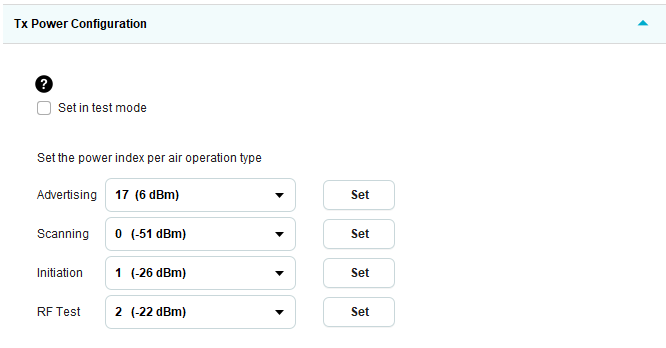 Tx Power Configuration
?
Set in test mode
Set the power index per air operation type
Advertising 17 (6 dBm) Set
Scanning 0 (-51 dBm) Set
Initiation 1 (-26 dBm) Set
RF Test 2 (-22 dBm) Set